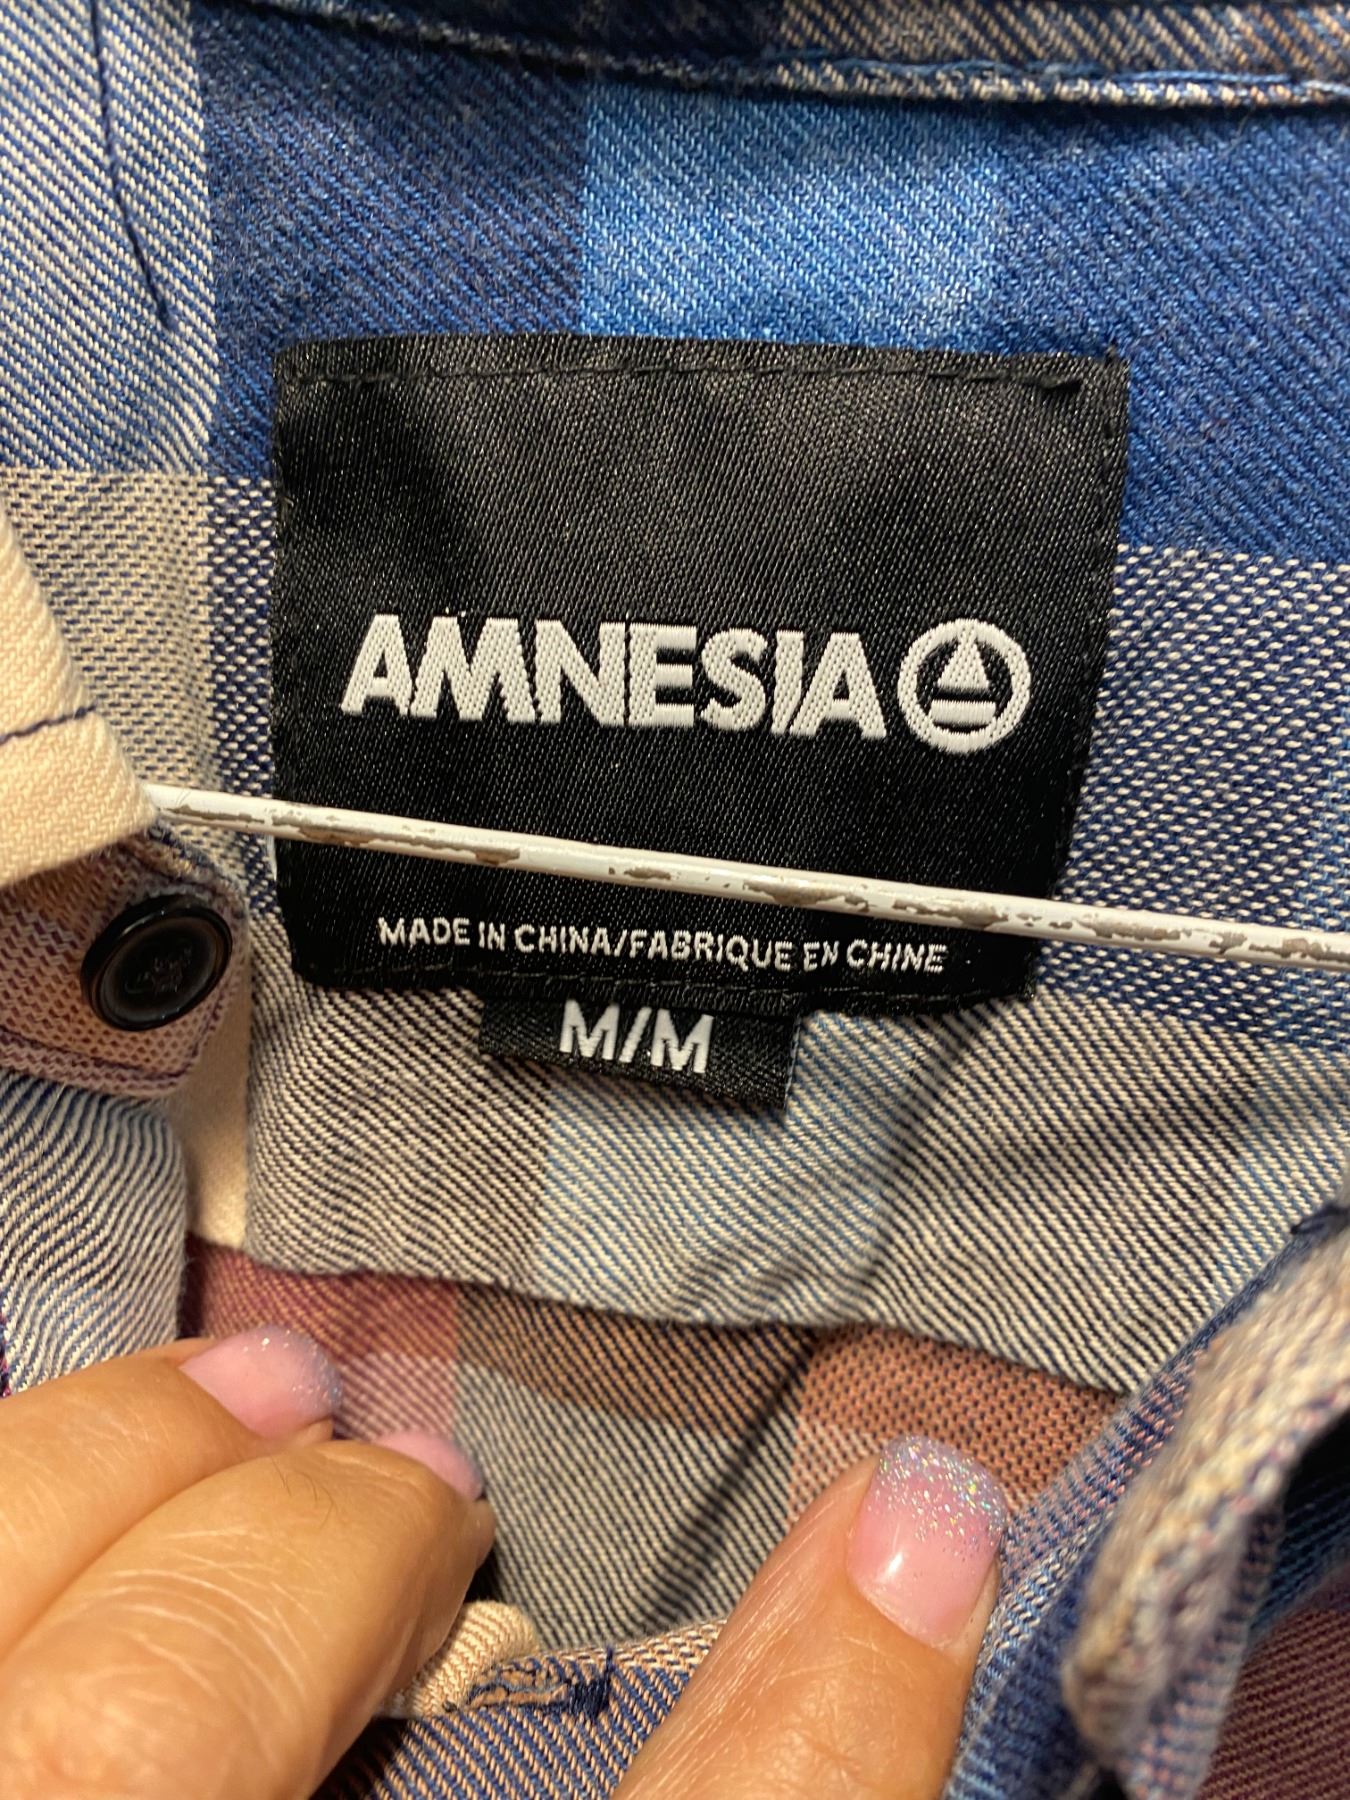 AMNESIA
MADE IN CHINA/FABRIQUE EN CHINE
M/M